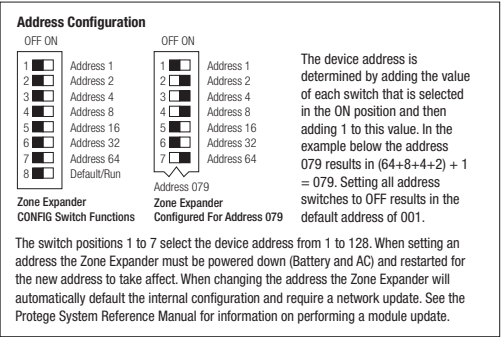 Address Configuration
OFF ON
1 Address 1
2 Address 2
3 Address 4
4 Address 8
5 Address 16
6 Address 32
7 Address 64
8 Default/Run
Zone Expander
CONFIG Switch Functions
OFF ON
1 Address 1
2 Address 2
3 Address 4
4 Address 8
5 Address 16
6 Address 32
7 Address 64
Address 079
Zone Expander
Configured For Address 079
The device address is
determined by adding the value
of each switch that is selected
in the ON position and then
adding 1 to this value. In the
example below the address
079 results in (64+8+4+2) + 1
= 079. Setting all address
switches to OFF results in the
default address of 001.
The switch positions 1 to 7 select the device address from 1 to 128. When setting an
address the Zone Expander must be powered down (Battery and AC) and restarted for
the new address to take affect. When changing the address the Zone Expander will
automatically default the internal configuration and require a network update. See the
Protege System Reference Manual for information on performing a module update.